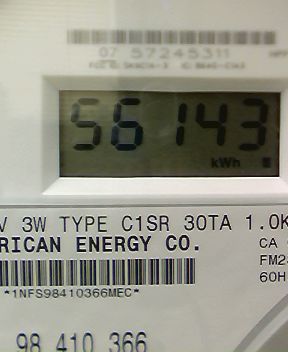 07 57245311
56143
kWh
V 3W TYPE C1SR 30TA 1.0K
RICAN ENERGY CO.
CA
FM2
60H
*1NFS98410366MEC*
98 410 366